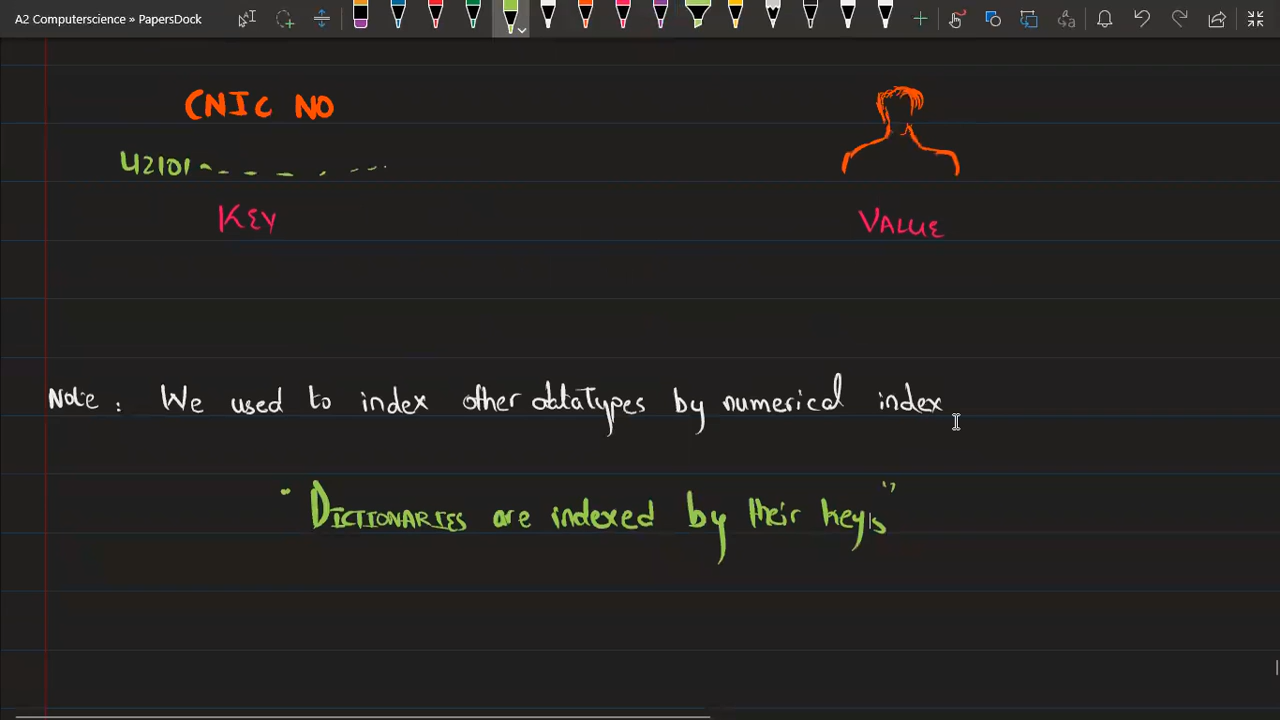 A2 Computerscience » PapersDock
CNIC NO
42101-
KEY
VALUE
Note : We used to index other dataTypes by numerical index
"DICTIONARIES are indexed by their keys"